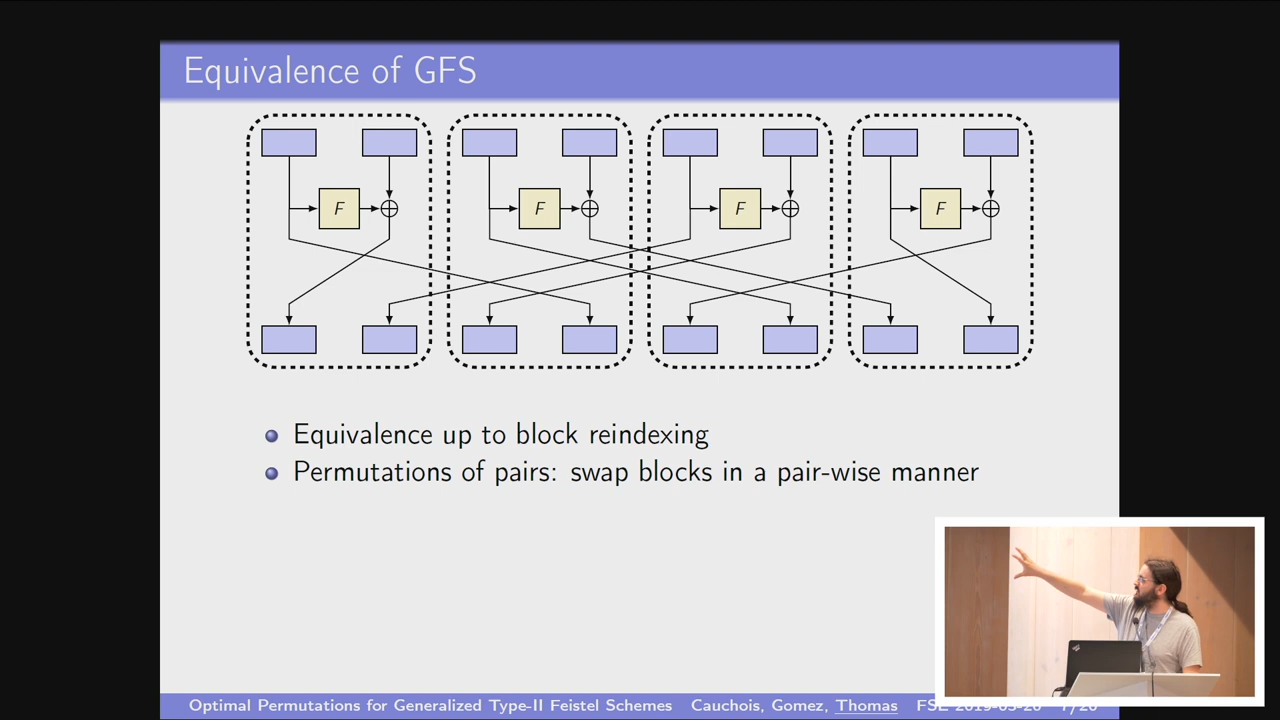 Equivalence of GFS
F F F F
Equivalence up to block reindexing
Permutations of pairs: swap blocks in a pair-wise manner
Optimal Permutations for Generalized Type-II Feistel Schemes Cauchois, Gomez, Thomas FSE